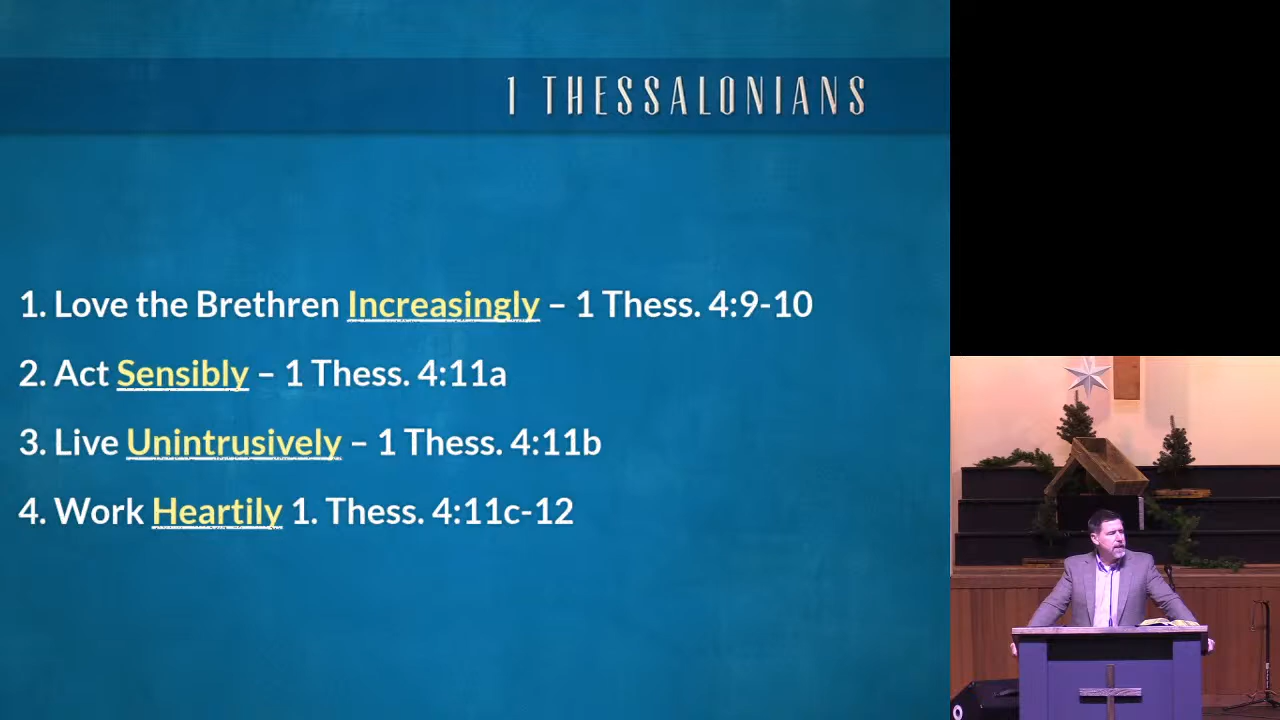 1 THESSALONIANS
1. Love the Brethren Increasingly – 1 Thess. 4:9-10
2. Act Sensibly – 1 Thess. 4:11a
3. Live Unintrusively – 1 Thess. 4:11b
4. Work Heartily 1. Thess. 4:11c-12